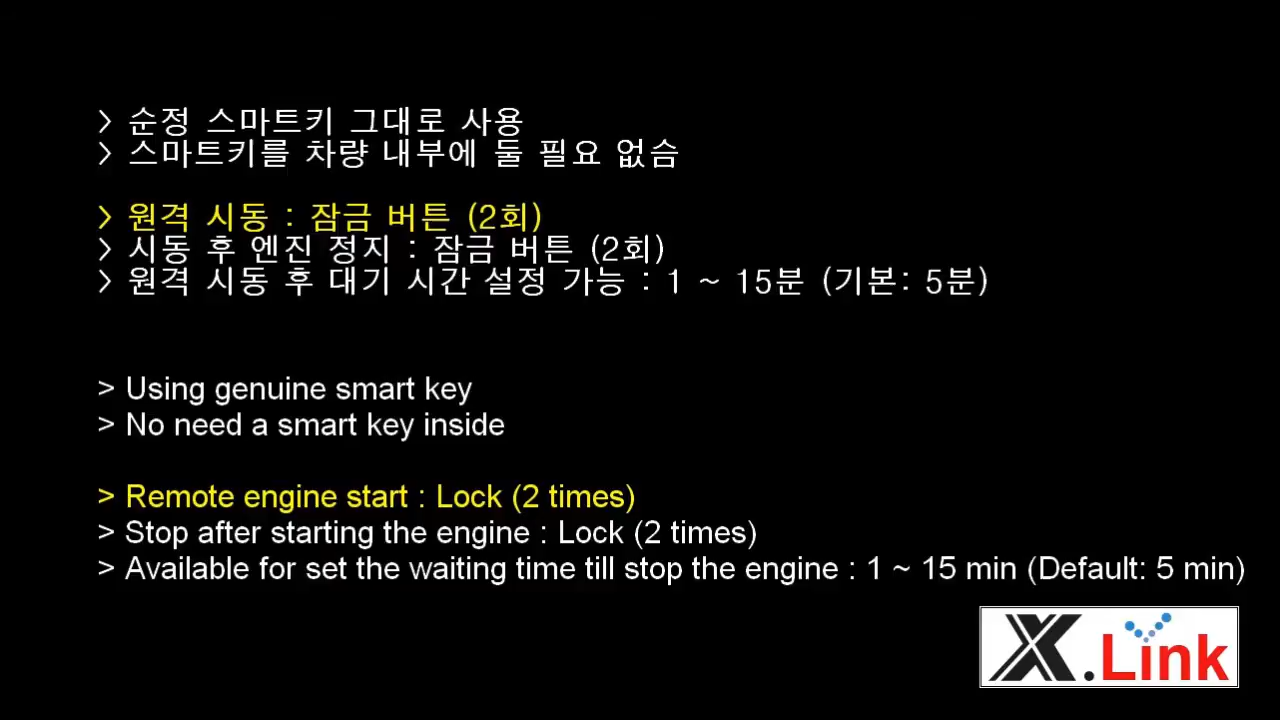 > 순정 스마트키 그대로 사용
> 스마트키를 차량 내부에 둘 필요 없슴
> 원격 시동 : 잠금 버튼 (2회)
> 시동 후 엔진 정지 : 잠금 버튼 (2회)
> 원격 시동 후 대기 시간 설정 가능 : 1 ~ 15분 (기본: 5분)
> Using genuine smart key
> No need a smart key inside
> Remote engine start : Lock (2 times)
> Stop after starting the engine : Lock (2 times)
> Available for set the waiting time till stop the engine : 1 ~ 15 min (Default: 5 min)
X.Link